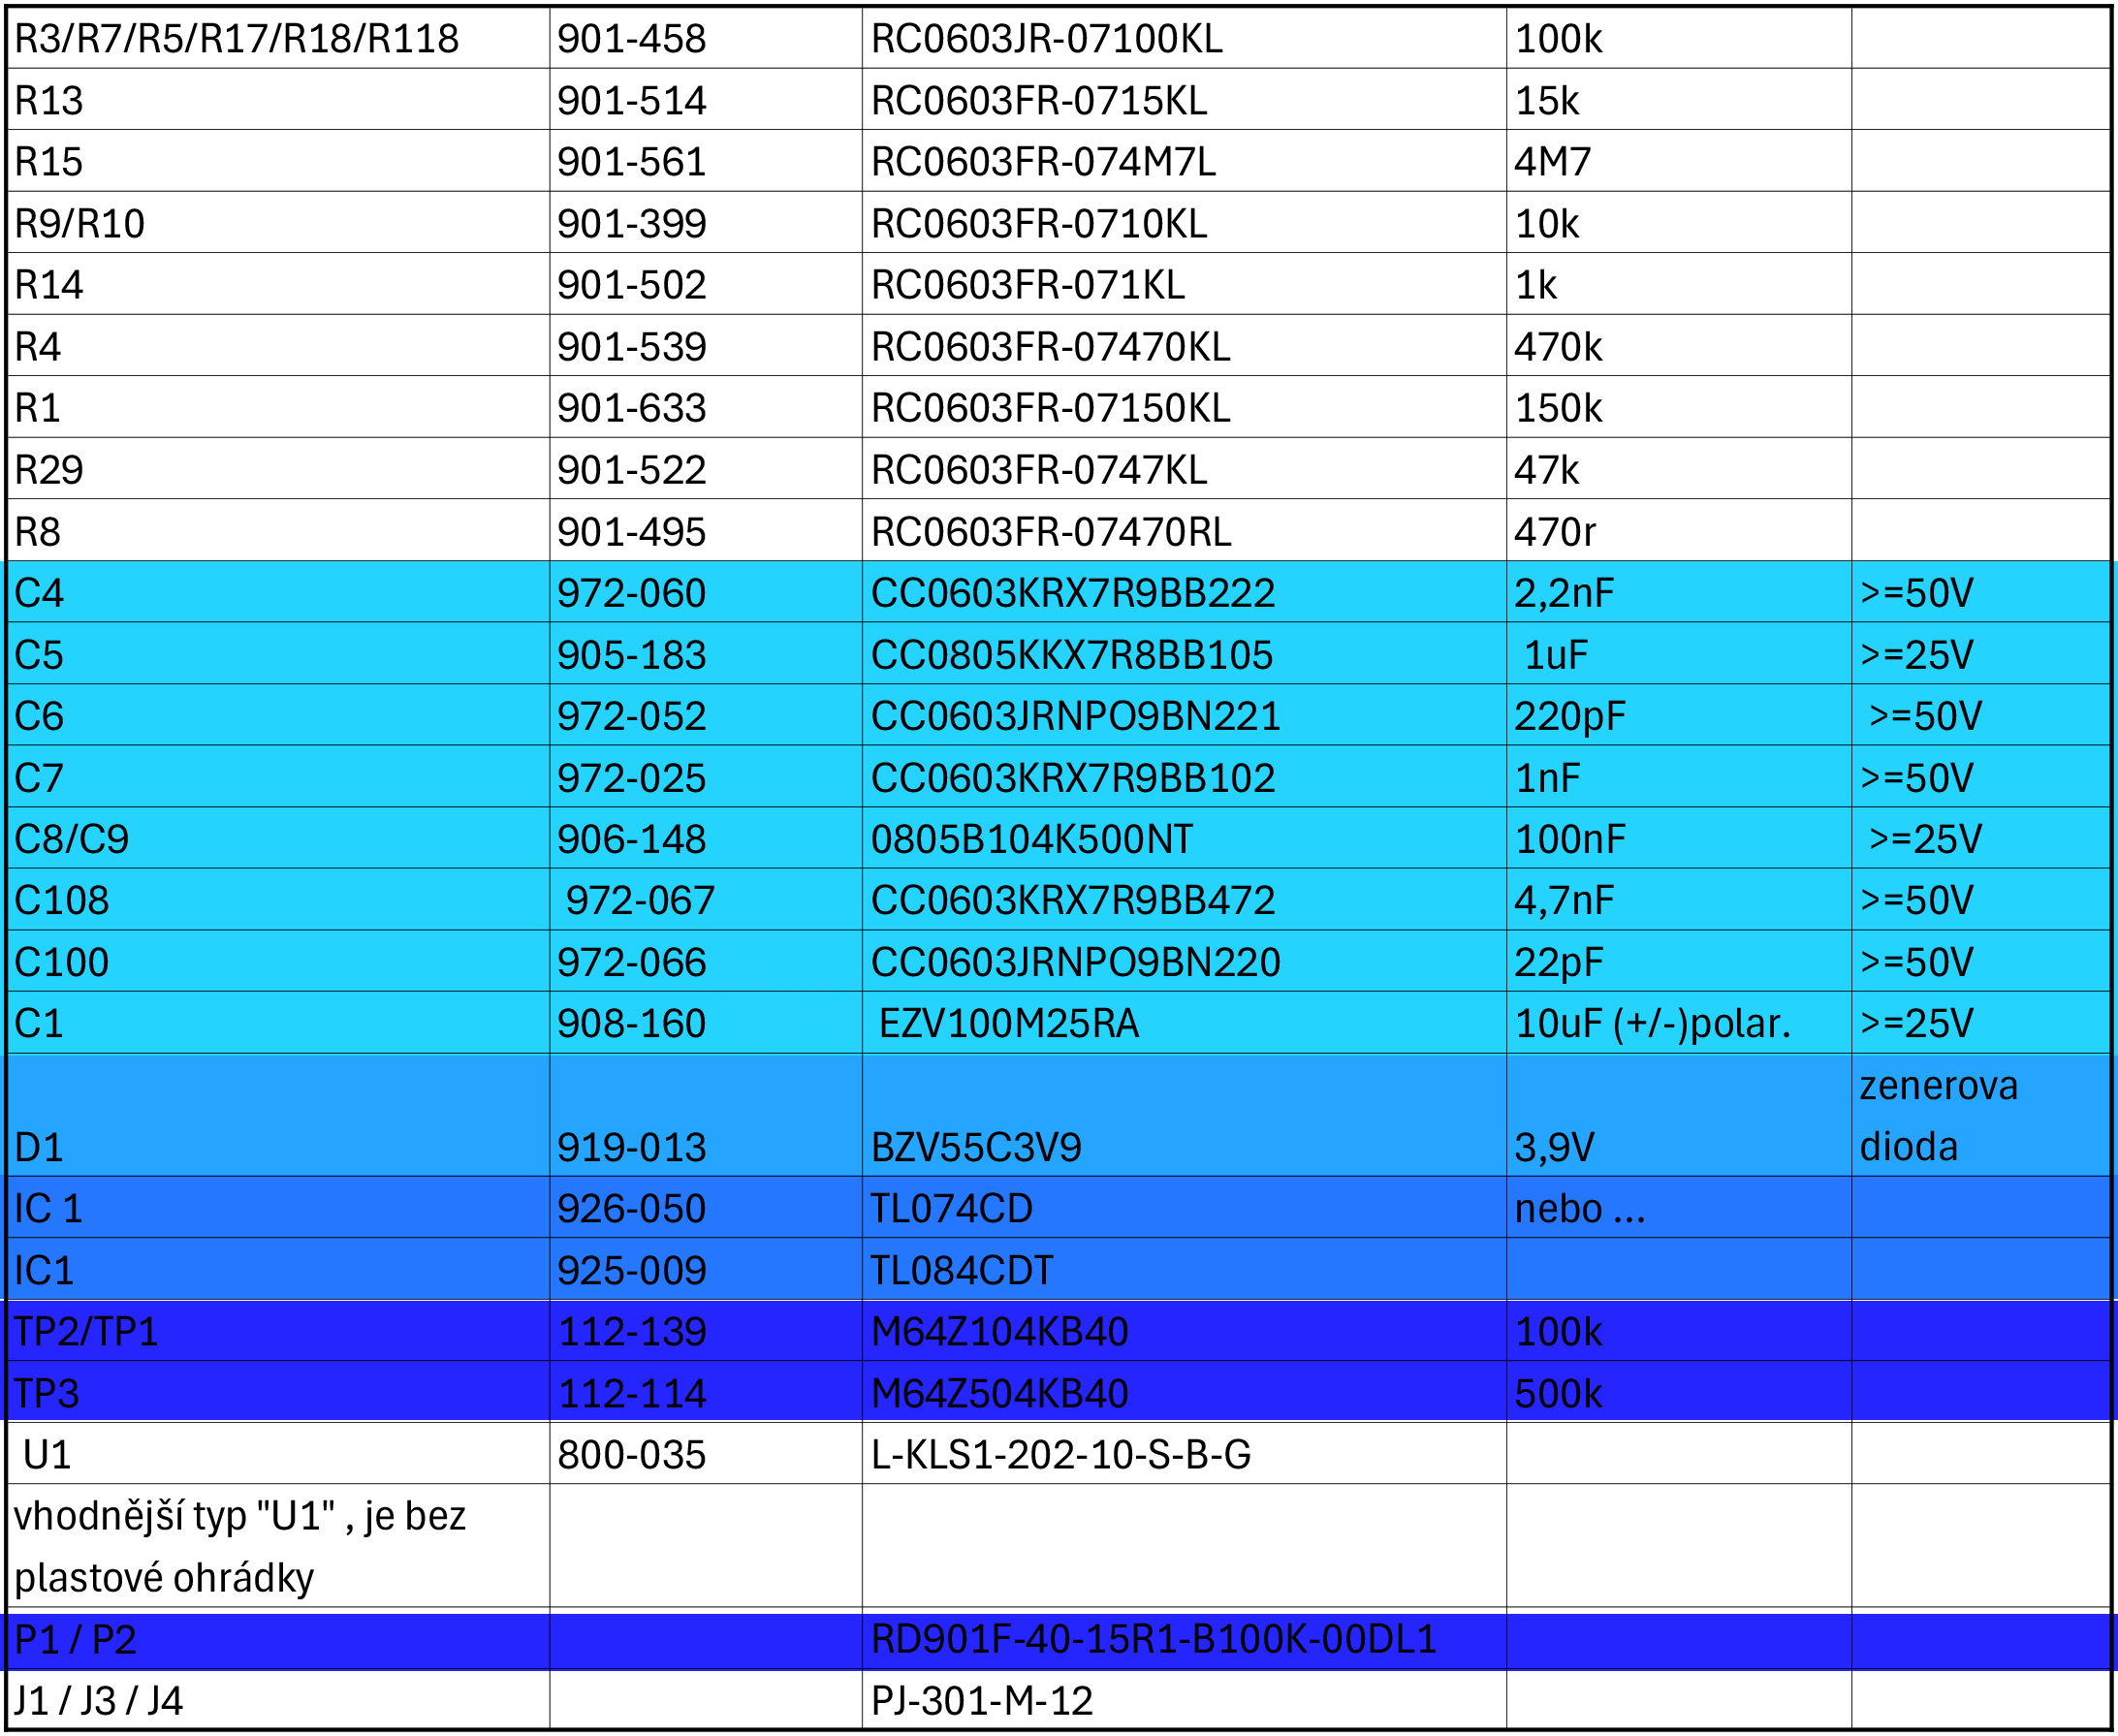 R3/R7/R5/R17/R18/R118 901-458 RC0603JR-07100KL 100k
R13 901-514 RC0603FR-0715KL 15k
R15 901-561 RC0603FR-074M7L 4M7
R9/R10 901-399 RC0603FR-0710KL 10k
R14 901-502 RC0603FR-071KL 1k
R4 901-539 RC0603FR-07470KL 470k
R1 901-633 RC0603FR-07150KL 150k
R29 901-522 RC0603FR-0747KL 47k
R8 901-495 RC0603FR-07470RL 470r
C4 972-060 CC0603KRX7R9BB222 2,2nF >=50V
C5 905-183 CC0805KKX7R8BB105 1uF >=25V
C6 972-052 CC0603JRNPO9BN221 220pF >=50V
C7 972-025 CC0603KRX7R9BB102 1nF >=50V
C8/C9 906-148 0805B104K500NT 100nF >=25V
C108 972-067 CC0603KRX7R9BB472 4,7nF >=50V
C100 972-066 CC0603JRNPO9BN220 22pF >=50V
C1 908-160 EZV100M25RA 10uF (+/-)polar. >=25V
zenerova
D1 919-013 BZV55C3V9 3,9V dioda
IC 1 926-050 TL074CD nebo ...
IC1 925-009 TL084CDT
TP2/TP1 112-139 M64Z104KB40 100k
TP3 112-114 M64Z504KB40 500k
U1 800-035 L-KLS1-202-10-S-B-G
vhodnější typ "U1" , je bez
plastové ohrádky
P1 / P2 RD901F-40-15R1-B100K-00DL1
J1 / J3 / J4 PJ-301-M-12